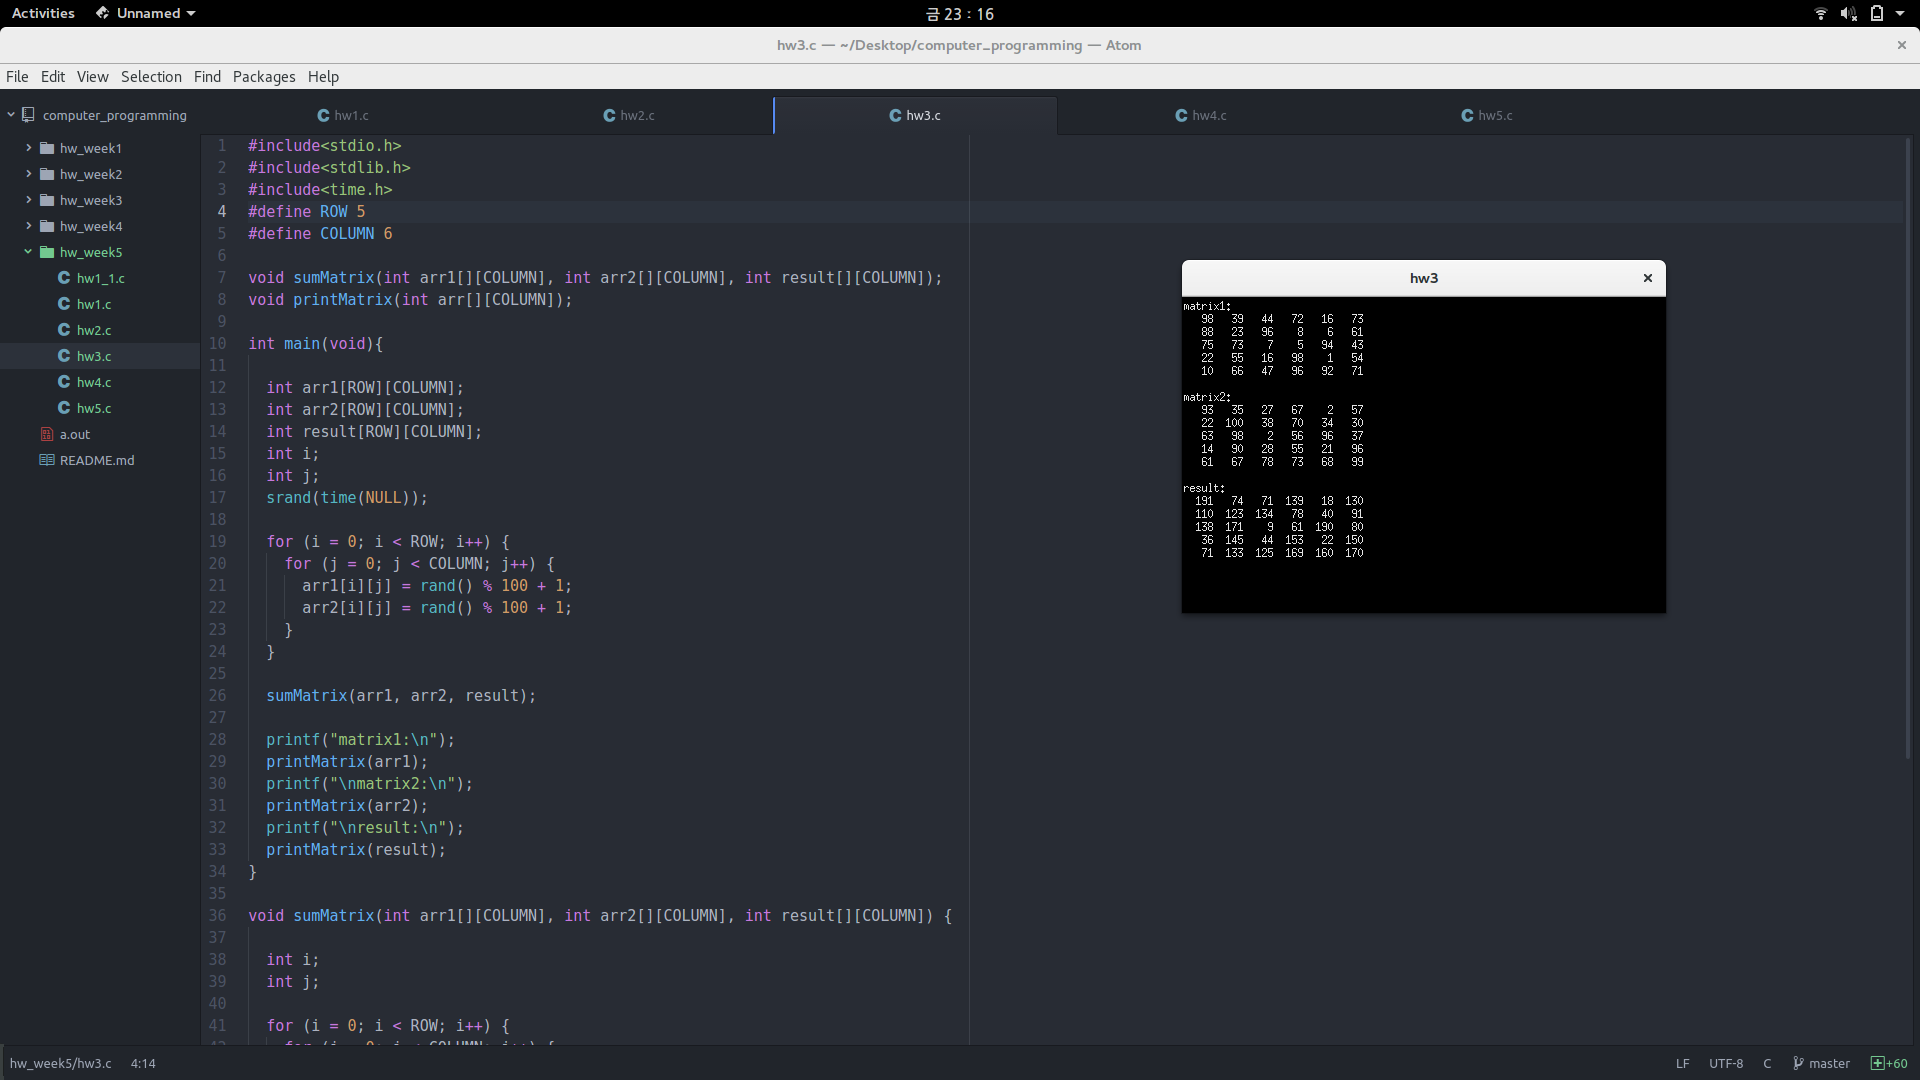 Activities Unnamed 금 23 : 16
hw3.c — ~/Desktop/computer_programming — Atom
File Edit View Selection Find Packages Help
computer_programming
hw_week1
hw_week2
hw_week3
hw_week4
hw_week5
hw1_1.c
hw1.c
hw2.c
hw3.c
hw4.c
hw5.c
a.out
README.md
hw1.c hw2.c hw3.c hw4.c hw5.c
1 #include<stdio.h>
2 #include<stdlib.h>
3 #include<time.h>
4 #define ROW 5
5 #define COLUMN 6
6
7 void sumMatrix(int arr1[][COLUMN], int arr2[][COLUMN], int result[][COLUMN]);
8 void printMatrix(int arr[][COLUMN]);
9
10 int main(void){
11
12 int arr1[ROW][COLUMN];
13 int arr2[ROW][COLUMN];
14 int result[ROW][COLUMN];
15 int i;
16 int j;
17 srand(time(NULL));
18
19 for (i = 0; i < ROW; i++) {
20 for (j = 0; j < COLUMN; j++) {
21 arr1[i][j] = rand() % 100 + 1;
22 arr2[i][j] = rand() % 100 + 1;
23 }
24 }
25
26 sumMatrix(arr1, arr2, result);
27
28 printf("matrix1:\n");
29 printMatrix(arr1);
30 printf("\nmatrix2:\n");
31 printMatrix(arr2);
32 printf("\nresult:\n");
33 printMatrix(result);
34 }
35
36 void sumMatrix(int arr1[][COLUMN], int arr2[][COLUMN], int result[][COLUMN]) {
37
38 int i;
39 int j;
40
41 for (i = 0; i < ROW; i++) {
hw3
matrix1:
98 39 44 72 16 73
88 23 96 8 6 61
75 73 7 5 94 43
22 55 16 98 1 54
10 66 47 96 92 71
matrix2:
93 35 27 67 2 57
22 100 38 70 34 30
63 98 2 56 96 37
14 90 28 55 21 96
61 67 78 73 68 99
result:
191 74 71 139 18 130
110 123 134 78 40 91
138 171 9 61 190 80
36 145 44 153 22 150
71 133 125 169 160 170
hw_week5/hw3.c 4:14 LF UTF-8 C master +60